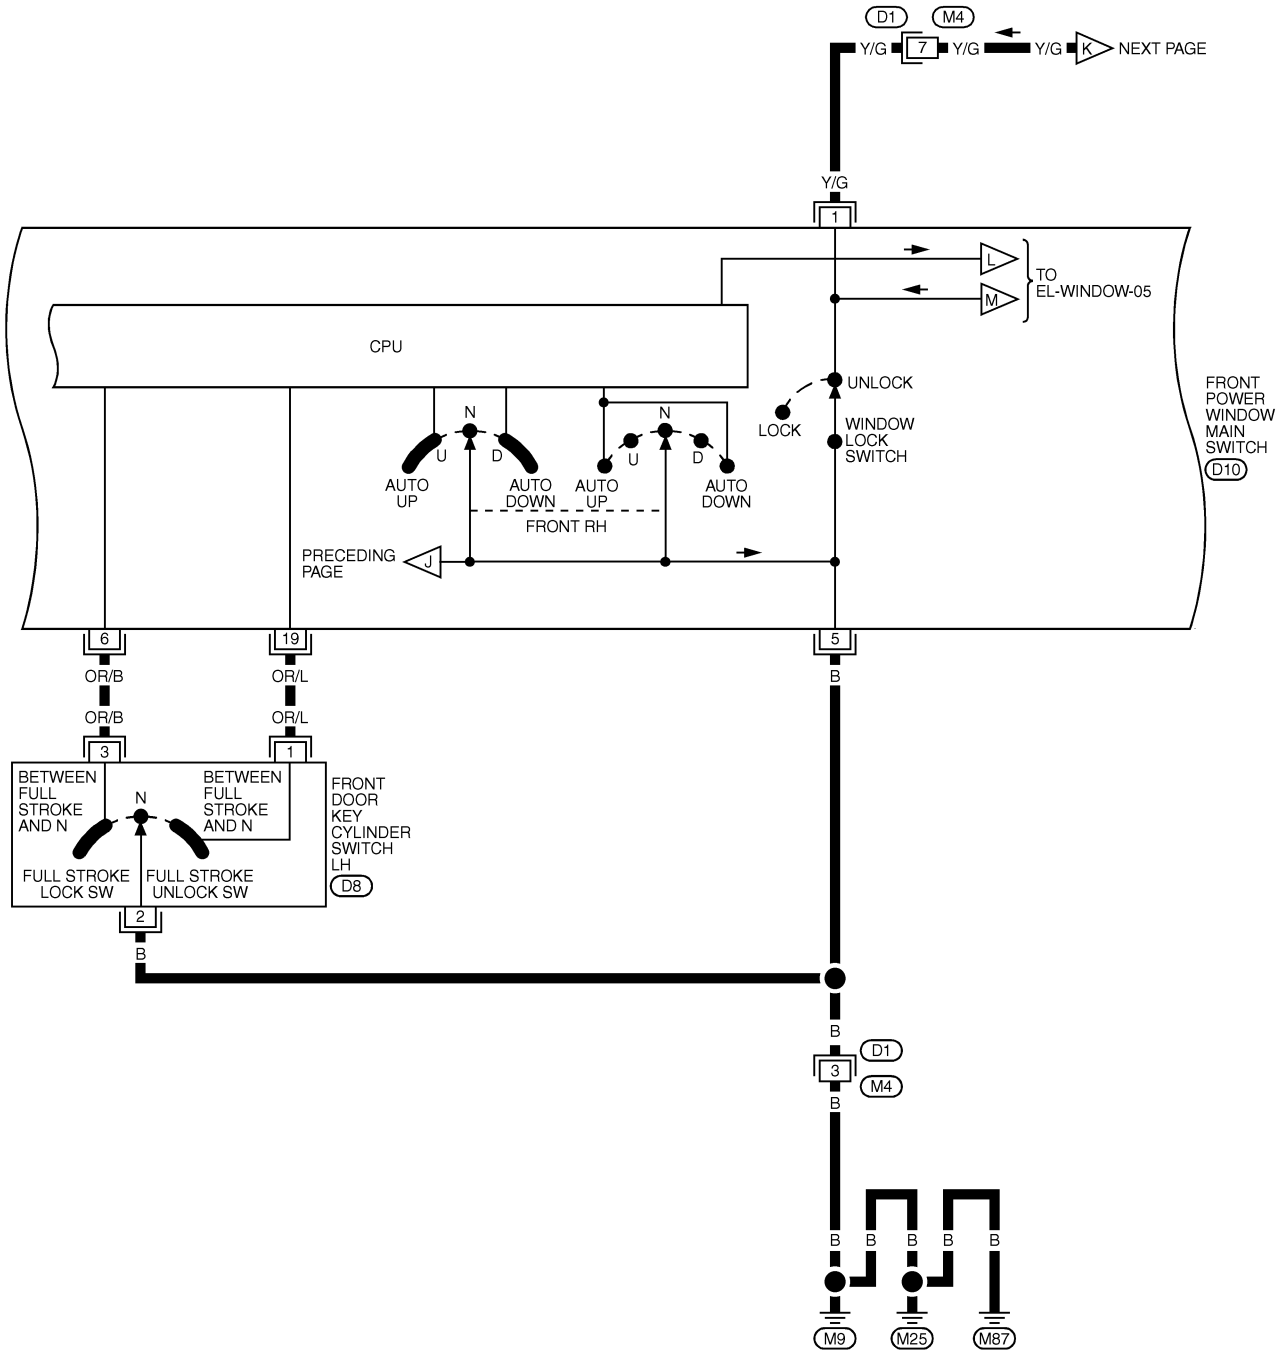 D1
M4
Y/G
7
Y/G
Y/G
K
NEXT PAGE
Y/G
1
L
TO
EL-WINDOW-05
M
CPU
UNLOCK
LOCK
WINDOW
LOCK
SWITCH
FRONT
POWER
WINDOW
MAIN
SWITCH
D10
N
U
D
AUTO
UP
AUTO
DOWN
N
U
D
AUTO
UP
AUTO
DOWN
FRONT RH
PRECEDING
PAGE
J
6
19
5
OR/B
OR/L
B
OR/B
OR/L
3
1
BETWEEN
FULL
STROKE
AND N
N
BETWEEN
FULL
STROKE
AND N
FULL STROKE
LOCK SW
FULL STROKE
UNLOCK SW
FRONT
DOOR
KEY
CYLINDER
SWITCH
LH
D8
2
B
B
D1
3
M4
B
B
B
B
B
B
M9
M25
M87